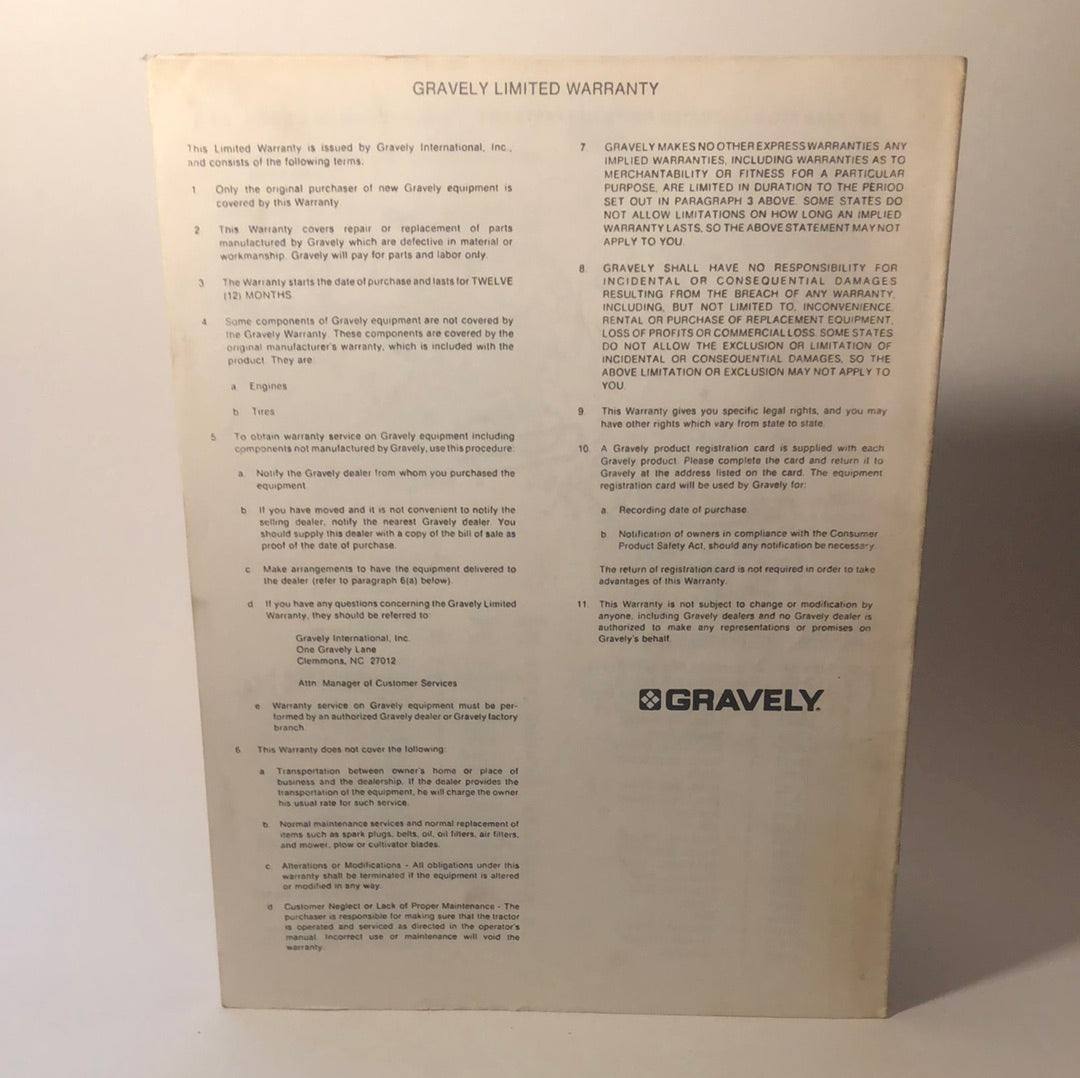 GRAVELY LIMITED WARRANTY
This Limited Warranty is issued by Gravely International, Inc.,
and consists of the following terms:
1 Only the original purchaser of new Gravely equipment is
covered by this Warranty
2 This Warranty covers repair or replacement of parts
manufactured by Gravely which are defective in material or
workmanship. Gravely will pay for parts and labor only.
3 The Warranty starts the date of purchase and lasts for TWELVE
(12) MONTHS
4 Some components of Gravely equipment are not covered by
the Gravely Warranty. These components are covered by the
original manufacturer's warranty, which is included with the
product. They are
a Engines
b Tires
5. To obtain warranty service on Gravely equipment including
components not manufactured by Gravely, use this procedure:
a. Notify the Gravely dealer from whom you purchased the
equipment
b If you have moved and it is not convenient to notify the
selling dealer, notify the nearest Gravely dealer. You
should supply this dealer with a copy of the bill of sale as
proof of the date of purchase.
c. Make arrangements to have the equipment delivered to
the dealer (refer to paragraph 6(a) below).
d If you have any questions concerning the Gravely Limited
Warranty, they should be referred to:
Gravely International, Inc.
One Gravely Lane
Clemmons, NC 27012
Attn: Manager of Customer Services
e Warranty service on Gravely equipment must be per-
formed by an authorized Gravely dealer or Gravely factory
branch.
6. This Warranty does not cover the following:
a Transportation between owner's home or place of
business and the dealership. If the dealer provides the
transportation of the equipment, he will charge the owner
his usual rate for such service.
b. Normal maintenance services and normal replacement of
items such as spark plugs, belts, oil, oil filters, air filters,
and mower, plow or cultivator blades.
c. Alterations or Modifications - All obligations under this
warranty shall be terminated if the equipment is altered
or modified in any way.
d Customer Neglect or Lack of Proper Maintenance - The
purchaser is responsible for making sure that the tractor
is operated and serviced as directed in the operator's
manual. Incorrect use or maintenance will void the
warranty.
7 GRAVELY MAKES NO OTHER EXPRESS WARRANTIES ANY
IMPLIED WARRANTIES, INCLUDING WARRANTIES AS TO
MERCHANTABILITY OR FITNESS FOR A PARTICULAR
PURPOSE, ARE LIMITED IN DURATION TO THE PERIOD
SET OUT IN PARAGRAPH 3 ABOVE. SOME STATES DO
NOT ALLOW LIMITATIONS ON HOW LONG AN IMPLIED
WARRANTY LASTS, SO THE ABOVE STATEMENT MAY NOT
APPLY TO YOU.
8. GRAVELY SHALL HAVE NO RESPONSIBILITY FOR
INCIDENTAL OR CONSEQUENTIAL DAMAGES
RESULTING FROM THE BREACH OF ANY WARRANTY,
INCLUDING, BUT NOT LIMITED TO, INCONVENIENCE,
RENTAL OR PURCHASE OF REPLACEMENT EQUIPMENT,
LOSS OF PROFITS OR COMMERCIAL LOSS. SOME STATES
DO NOT ALLOW THE EXCLUSION OR LIMITATION OF
INCIDENTAL OR CONSEQUENTIAL DAMAGES, SO THE
ABOVE LIMITATION OR EXCLUSION MAY NOT APPLY TO
YOU.
9. This Warranty gives you specific legal rights, and you may
have other rights which vary from state to state.
10. A Gravely product registration card is supplied with each
Gravely product. Please complete the card and return it to
Gravely at the address listed on the card. The equipment
registration card will be used by Gravely for:
a. Recording date of purchase.
b. Notification of owners in compliance with the Consumer
Product Safety Act, should any notification be necessary.
The return of registration card is not required in order to take
advantages of this Warranty.
11. This Warranty is not subject to change or modification by
anyone, including Gravely dealers and no Gravely dealer is
authorized to make any representations or promises on
Gravely's behalf.
GRAVELY.